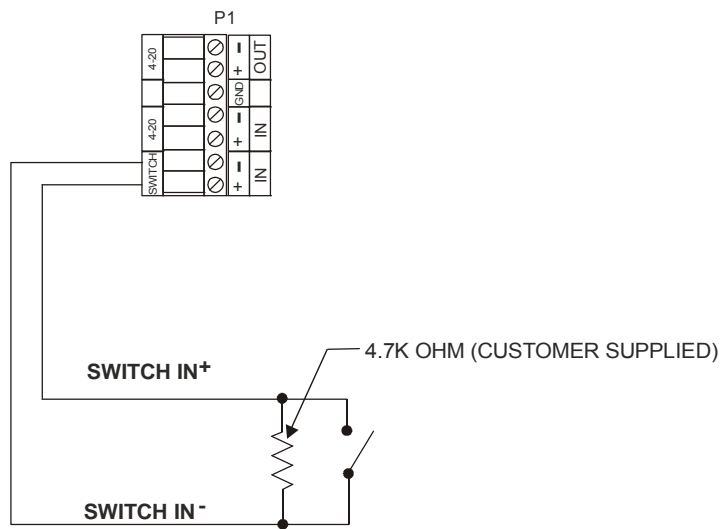 P1
4-20
-
+
OUT
GND
4-20
-
+
IN
SWITCH
-
+
IN
4.7K OHM (CUSTOMER SUPPLIED)
SWITCH IN+
SWITCH IN-